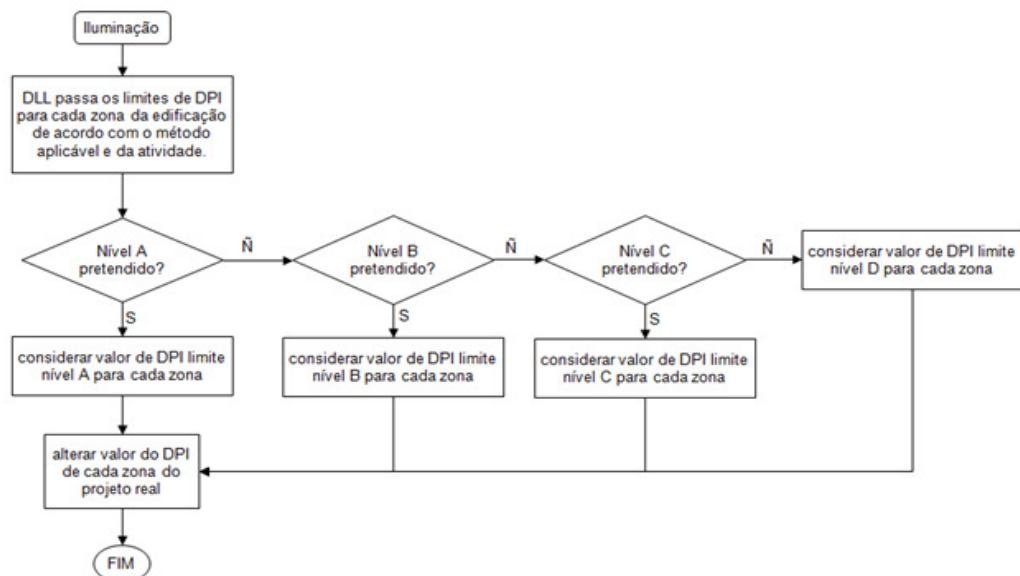 Iluminação
DLL passa os limites de DPI
para cada zona da edificação
de acordo com o método
aplicável e da atividade.
Nível A
pretendido?
Ñ
Nível B
pretendido?
Ñ
Nível C
pretendido?
Ñ
considerar valor de DPI limite
nível D para cada zona
S
S
S
considerar valor de DPI limite
nível A para cada zona
considerar valor de DPI limite
nível B para cada zona
considerar valor de DPI limite
nível C para cada zona
alterar valor do DPI
de cada zona do
projeto real
FIM